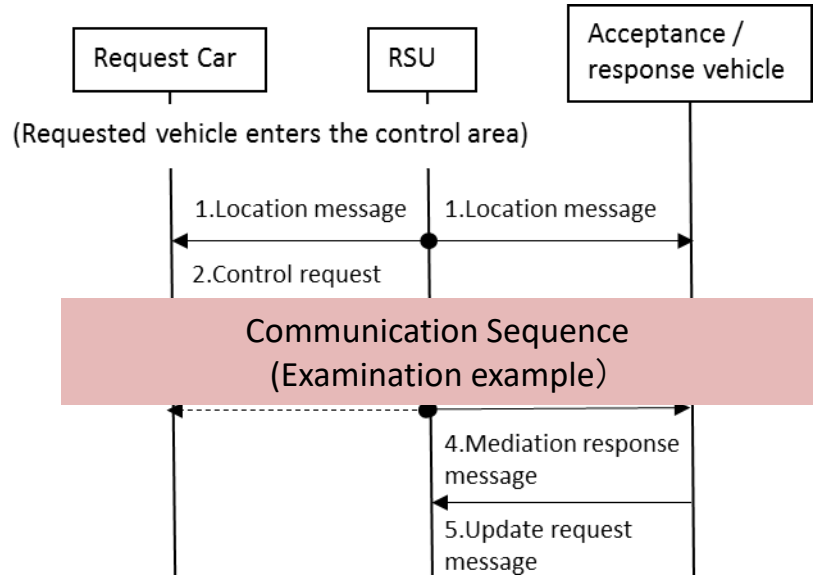 Request Car
RSU
Acceptance /
response vehicle
(Requested vehicle enters the control area)
1.Location message
1.Location message
2.Control request
Communication Sequence
(Examination example）
4.Mediation response
message
5.Update request
message